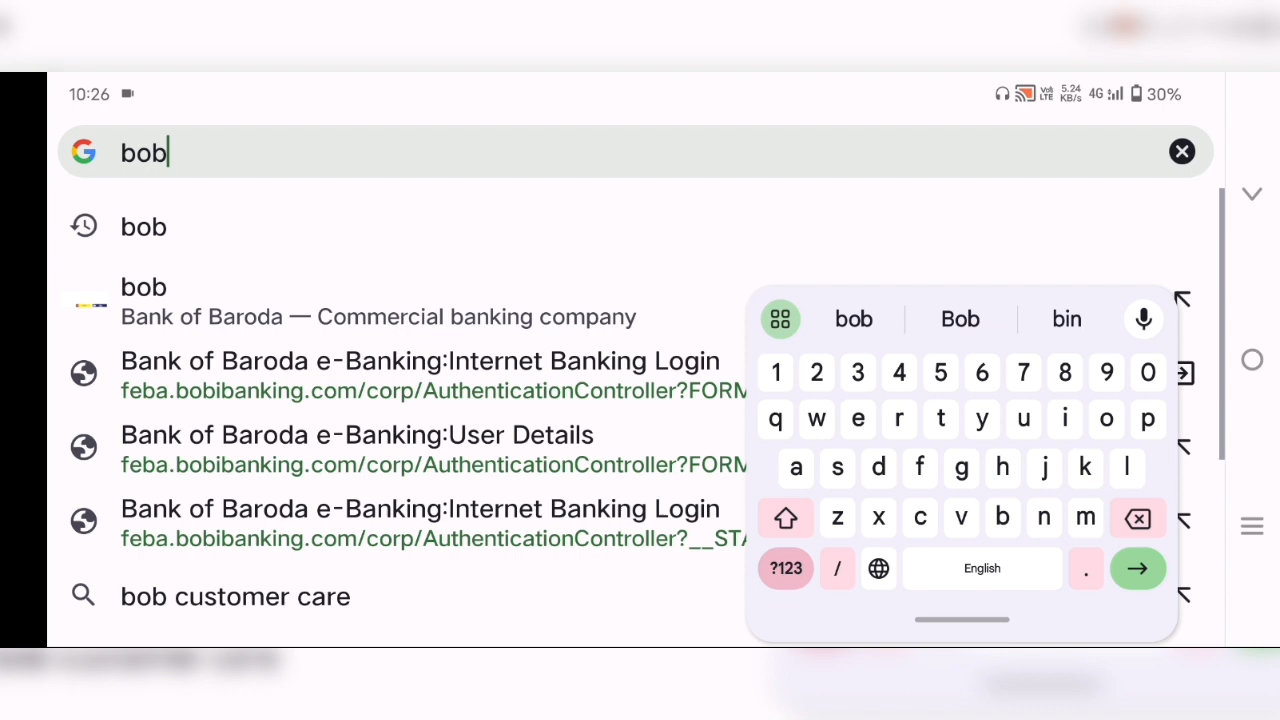 10:26
Vo) LTE 5.24 KB/s 4G 30%
bob
bob
bob
Bank of Baroda — Commercial banking company
Bank of Baroda e-Banking:Internet Banking Login
feba.bobibanking.com/corp/AuthenticationController?FORM
Bank of Baroda e-Banking:User Details
feba.bobibanking.com/corp/AuthenticationController?FORM
Bank of Baroda e-Banking:Internet Banking Login
feba.bobibanking.com/corp/AuthenticationController?__STA
bob customer care
bob Bob bin
1 2 3 4 5 6 7 8 9 0
q w e r t y u i o p
a s d f g h j k l
z x c v b n m
?123 / English .